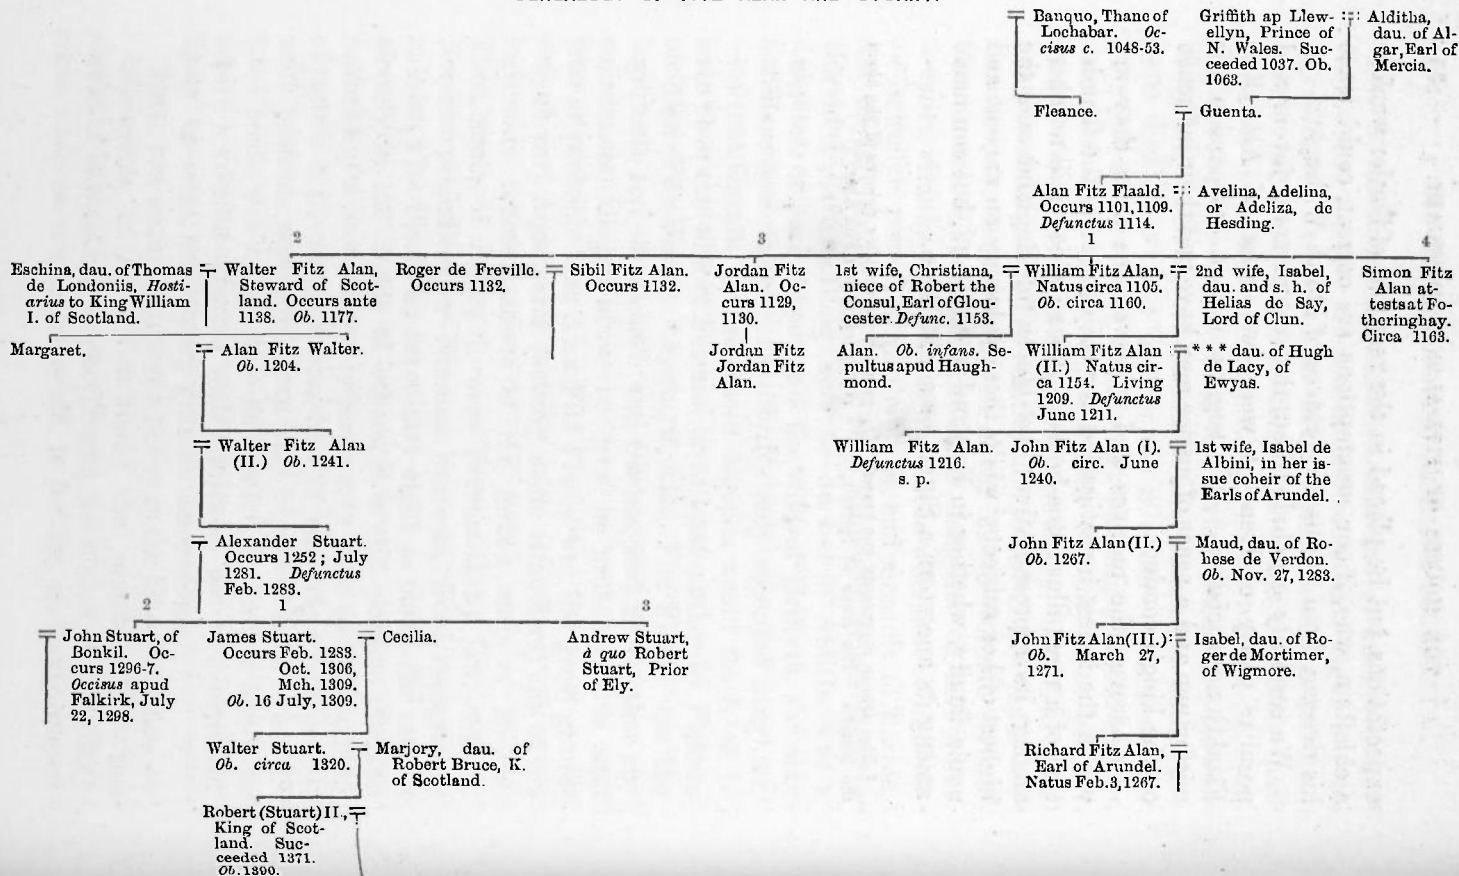 Banquo, Thane of
Lochabar. Oc-
cisus c. 1048-53.
Griffith ap Llew-
ellyn, Prince of
N. Wales. Suc-
ceeded 1037. Ob.
1063.
Alditha,
dau. of Al-
gar, Earl of
Mercia.
Fleance.
Guenta.
Alan Fitz Flaald.
Occurs 1101, 1109.
Defunctus 1114.
Avelina, Adelina,
or Adeliza, de
Hesding.
2
3
1
4
Eschina, dau. of Thomas
de Londoniis, Hosti-
arius to King William
I. of Scotland.
Walter Fitz Alan,
Steward of Scot-
land. Occurs ante
1138. Ob. 1177.
Roger de Freville.
Occurs 1132.
Sibil Fitz Alan.
Occurs 1132.
Jordan Fitz
Alan. Oc-
curs 1129,
1130.
1st wife, Christiana,
niece of Robert the
Consul, Earl of Glou-
cester. Defunc. 1153.
William Fitz Alan,
Natus circa 1105.
Ob. circa 1160.
2nd wife, Isabel,
dau. and s. h. of
Helias de Say,
Lord of Clun.
Simon Fitz
Alan at-
tests at Fo-
theringhay.
Circa 1163.
Margaret.
Alan Fitz Walter.
Ob. 1204.
Jordan Fitz
Jordan Fitz
Alan.
Alan. Ob. infans. Se-
pultus apud Haugh-
mond.
William Fitz Alan
(II.) Natus cir-
ca 1154. Living
1209. Defunctus
June 1211.
* * * dau. of Hugh
de Lacy, of
Ewyas.
Walter Fitz Alan
(II.) Ob. 1241.
William Fitz Alan.
Defunctus 1216.
s. p.
John Fitz Alan (I).
Ob. circ. June
1240.
1st wife, Isabel de
Albini, in her is-
sue coheir of the
Earls of Arundel.
Alexander Stuart.
Occurs 1252; July
1281. Defunctus
Feb. 1283.
John Fitz Alan (II.)
Ob. 1267.
Maud, dau. of Ro-
hese de Verdon.
Ob. Nov. 27, 1283.
2
1
3
John Stuart, of
Bonkil. Oc-
curs 1296-7.
Occisus apud
Falkirk, July
22, 1298.
James Stuart.
Occurs Feb. 1283.
Oct. 1306,
Mch. 1309.
Ob. 16 July, 1309.
Cecilia.
Andrew Stuart,
à quo Robert
Stuart, Prior
of Ely.
John Fitz Alan (III.)
Ob. March 27,
1271.
Isabel, dau. of Ro-
ger de Mortimer,
of Wigmore.
Walter Stuart.
Ob. circa 1320.
Marjory, dau. of
Robert Bruce, K.
of Scotland.
Richard Fitz Alan,
Earl of Arundel.
Natus Feb. 3, 1267.
Robert (Stuart) II.,
King of Scot-
land. Suc-
ceeded 1371.
Ob. 1390.